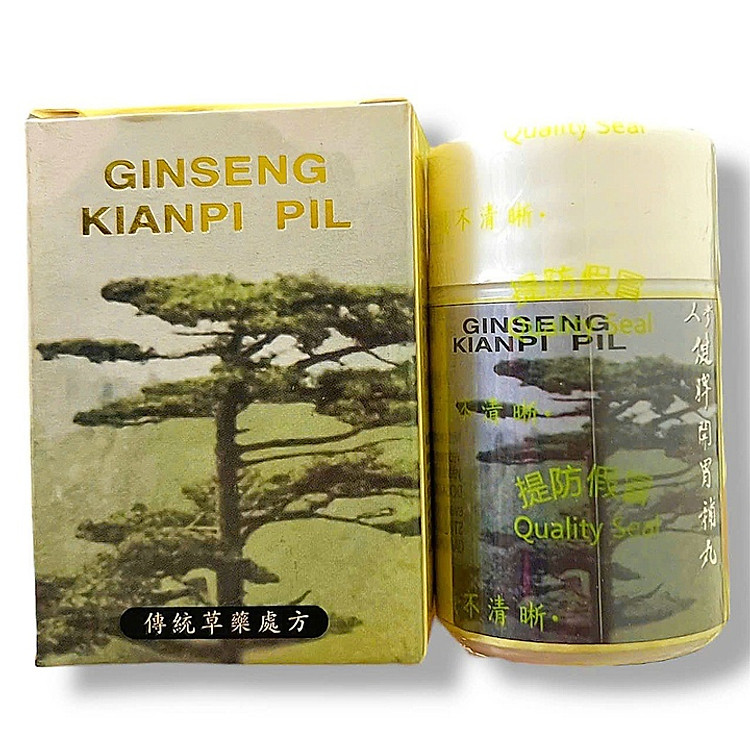 GINSENG
KIANPI PIL
傳統草藥處方
Quality Seal
不清晰·
提防假冒
Seal
GINSENG
KIANPI PIL
人参健脾開胃補丸
不清晰·
提防假冒
Quality Seal
不清晰·